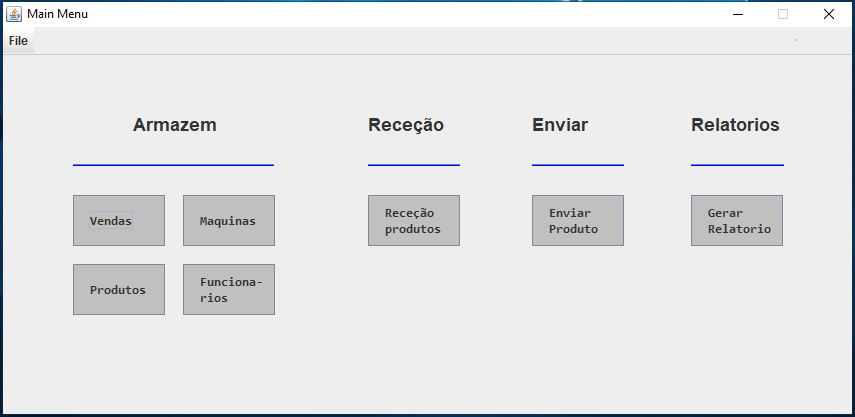 Main Menu
File
Armazem
Receção
Enviar
Relatorios
Vendas
Maquinas
Receção
produtos
Enviar
Produto
Gerar
Relatorio
Produtos
Funciona-
rios